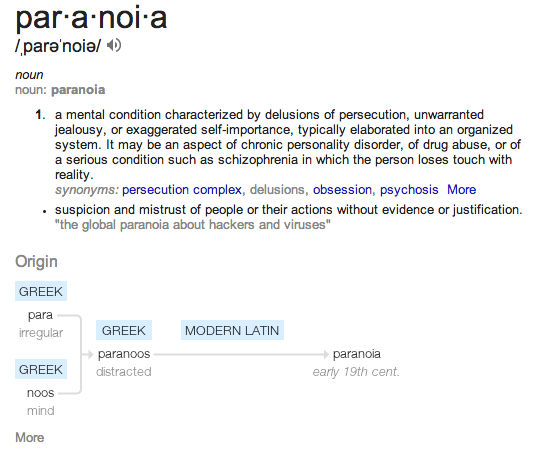 par·a·noi·a
/ˌparəˈnoiə/
noun
noun: paranoia
1. a mental condition characterized by delusions of persecution, unwarranted
jealousy, or exaggerated self-importance, typically elaborated into an organized
system. It may be an aspect of chronic personality disorder, of drug abuse, or of
a serious condition such as schizophrenia in which the person loses touch with
reality.
synonyms: persecution complex, delusions, obsession, psychosis More
• suspicion and mistrust of people or their actions without evidence or justification.
"the global paranoia about hackers and viruses"
Origin
GREEK
para
irregular
GREEK
noos
mind
GREEK
paranoos
distracted
MODERN LATIN
paranoia
early 19th cent.
More